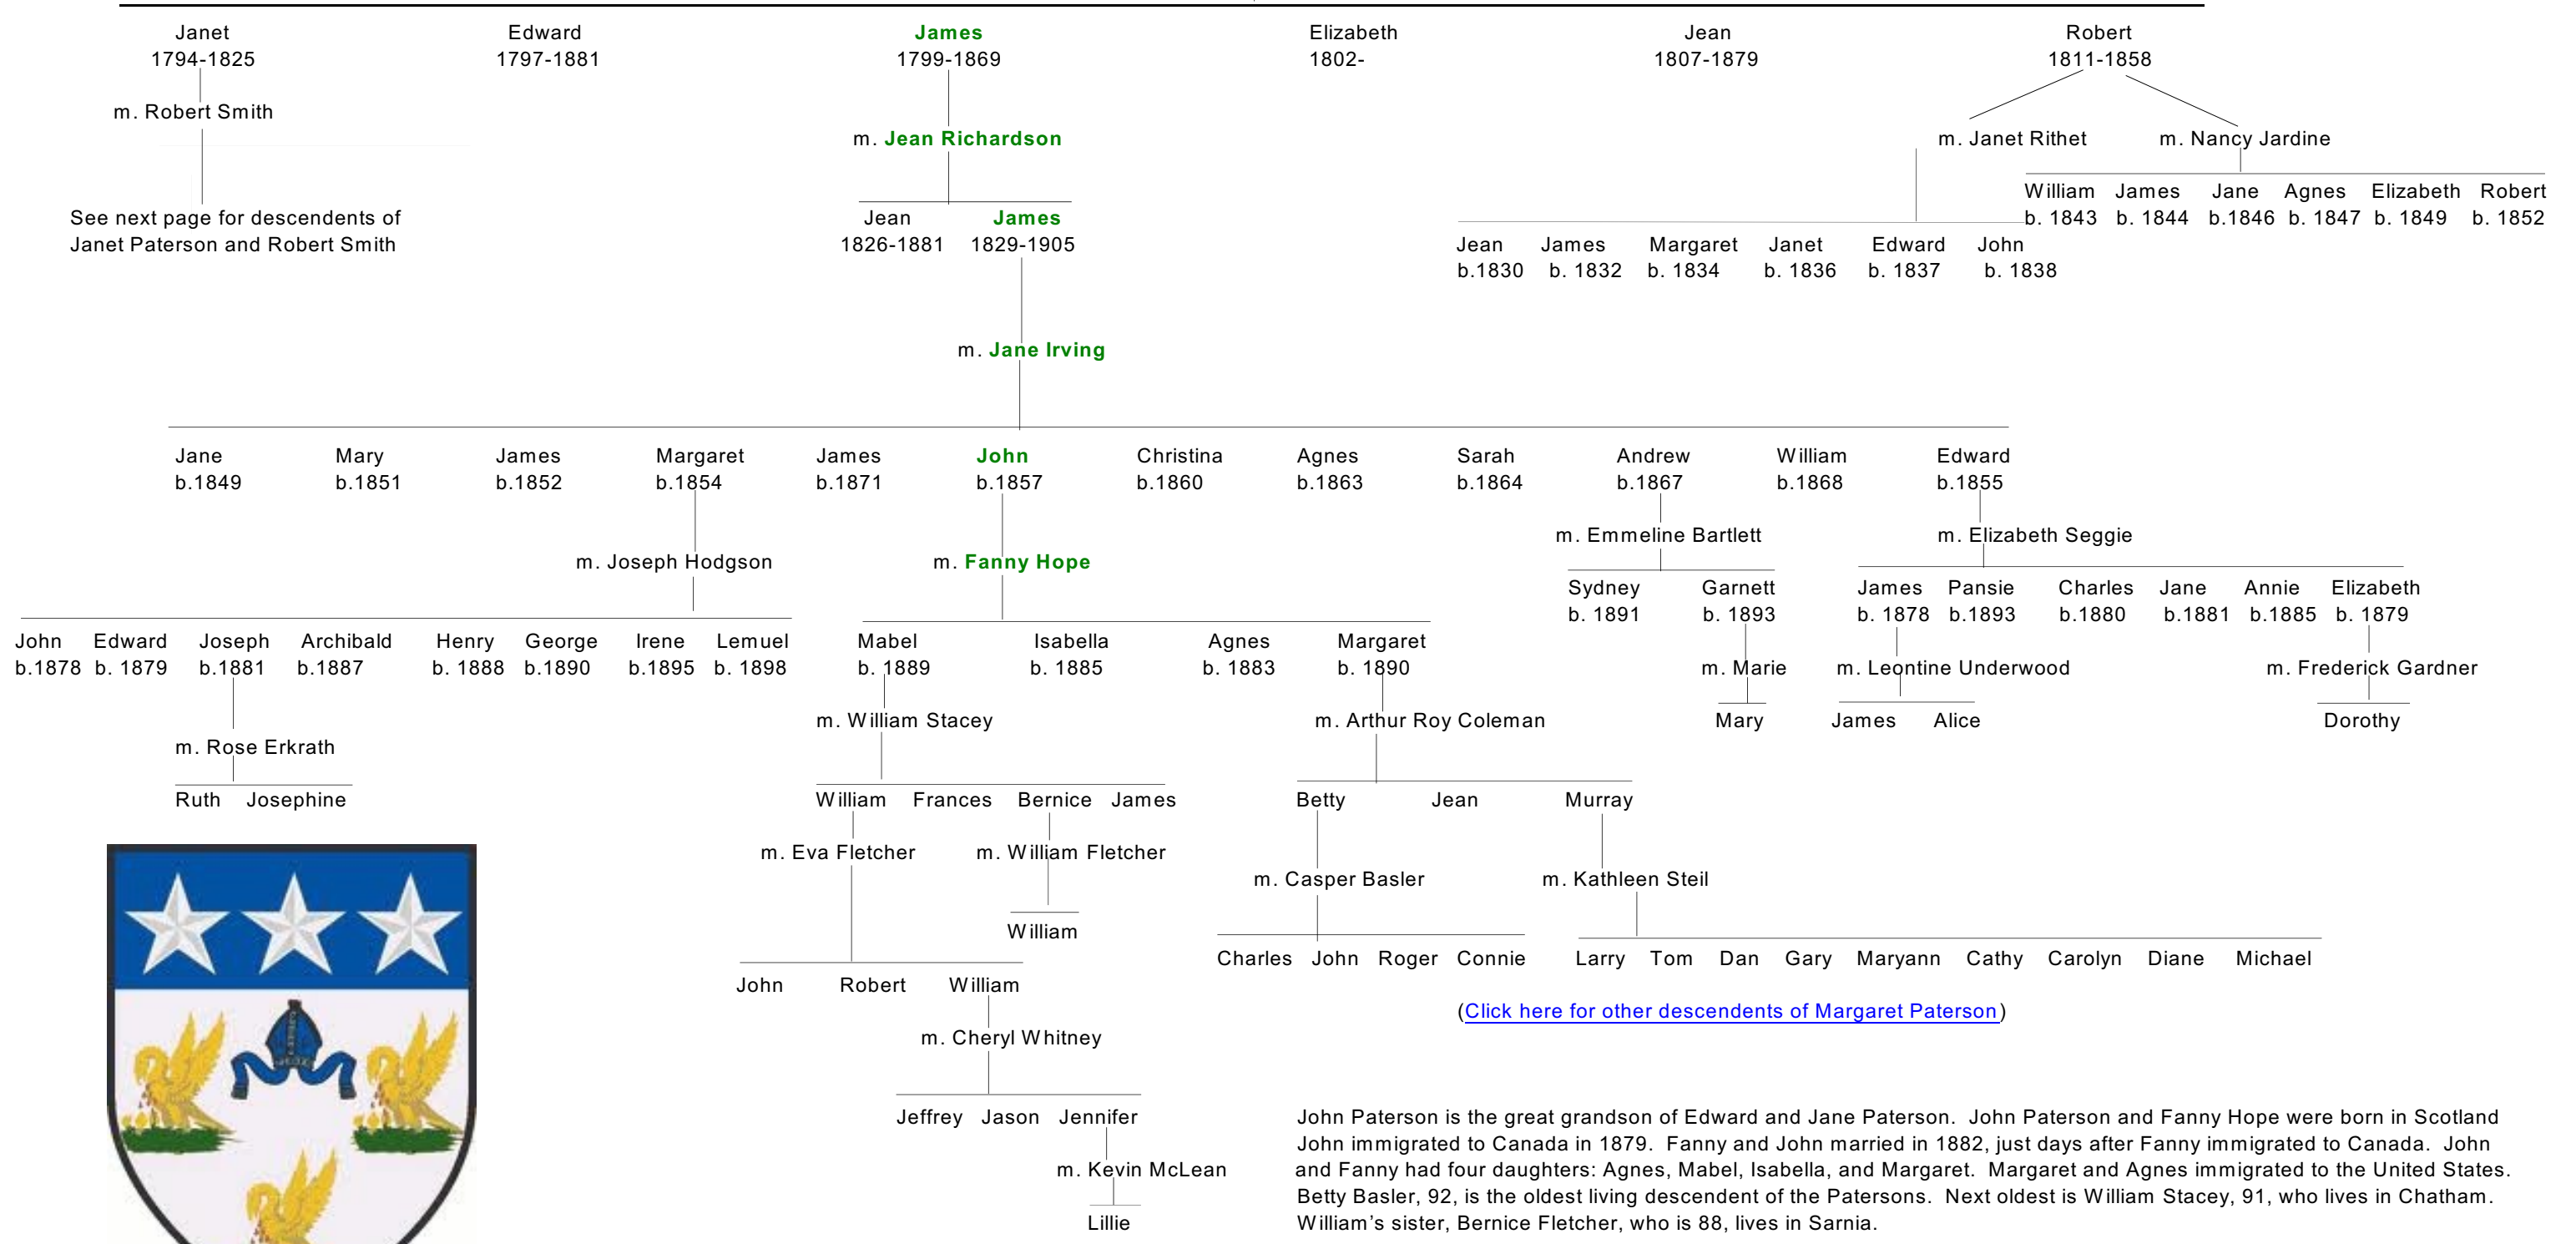 Janet Edward James Elizabeth Jean Robert
1794-1825 1797-1881 1799-1869 1802- 1807-1879 1811-1858
m. Robert Smith
m. Jean Richardson m. Janet Rithet m. Nancy Jardine
William James Jane Agnes Elizabeth Robert
b. 1843 b. 1844 b.1846 b. 1847 b. 1849 b. 1852
See next page for descendents of
Janet Paterson and Robert Smith
Jean James
1826-1881 1829-1905
Jean James Margaret Janet Edward John
b.1830 b. 1832 b. 1834 b. 1836 b. 1837 b. 1838
m. Jane Irving
Jane Mary James Margaret James John Christina Agnes Sarah Andrew William Edward
b.1849 b.1851 b.1852 b.1854 b.1871 b.1857 b.1860 b.1863 b.1864 b.1867 b.1868 b.1855
m. Emmeline Bartlett m. Elizabeth Seggie
m. Joseph Hodgson m. Fanny Hope
Sydney Garnett James Pansie Charles Jane Annie Elizabeth
b. 1891 b. 1893 b. 1878 b.1893 b.1880 b.1881 b.1885 b. 1879
John Edward Joseph Archibald Henry George Irene Lemuel Mabel Isabella Agnes Margaret
b.1878 b. 1879 b.1881 b.1887 b. 1888 b.1890 b.1895 b. 1898 b. 1889 b. 1885 b. 1883 b. 1890
m. Marie m. Leontine Underwood m. Frederick Gardner
m. William Stacey m. Arthur Roy Coleman Mary James Alice Dorothy
m. Rose Erkrath
Ruth Josephine William Frances Bernice James Betty Jean Murray
m. Eva Fletcher m. William Fletcher
m. Casper Basler m. Kathleen Steil
William
Charles John Roger Connie Larry Tom Dan Gary Maryann Cathy Carolyn Diane Michael
John Robert William
(Click here for other descendents of Margaret Paterson)
m. Cheryl Whitney
Jeffrey Jason Jennifer
m. Kevin McLean
Lillie
John Paterson is the great grandson of Edward and Jane Paterson. John Paterson and Fanny Hope were born in Scotland
John immigrated to Canada in 1879. Fanny and John married in 1882, just days after Fanny immigrated to Canada. John
and Fanny had four daughters: Agnes, Mabel, Isabella, and Margaret. Margaret and Agnes immigrated to the United States.
Betty Basler, 92, is the oldest living descendent of the Patersons. Next oldest is William Stacey, 91, who lives in Chatham.
William's sister, Bernice Fletcher, who is 88, lives in Sarnia.